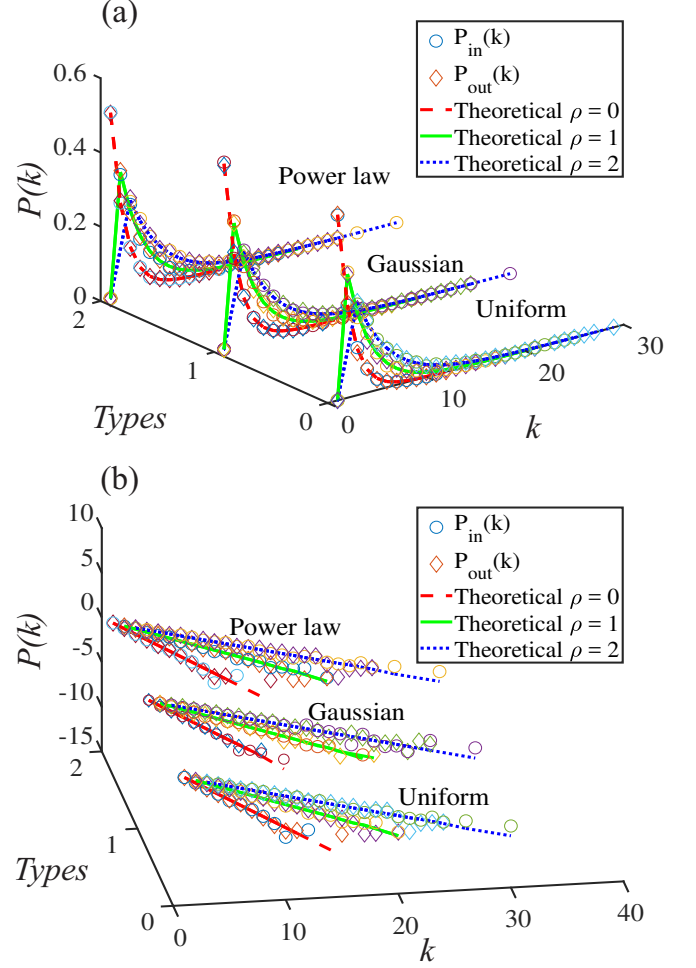 (a)
P_in(k)
P_out(k)
Theoretical ρ = 0
Theoretical ρ = 1
Theoretical ρ = 2
0.6
0.4
0.2
0
P(k)
Power law
Gaussian
Uniform
2
1
0
Types
0
10
20
30
k
(b)
P_in(k)
P_out(k)
Theoretical ρ = 0
Theoretical ρ = 1
Theoretical ρ = 2
10
5
0
-5
-10
-15
P(k)
Power law
Gaussian
Uniform
2
1
0
Types
0
10
20
30
40
k